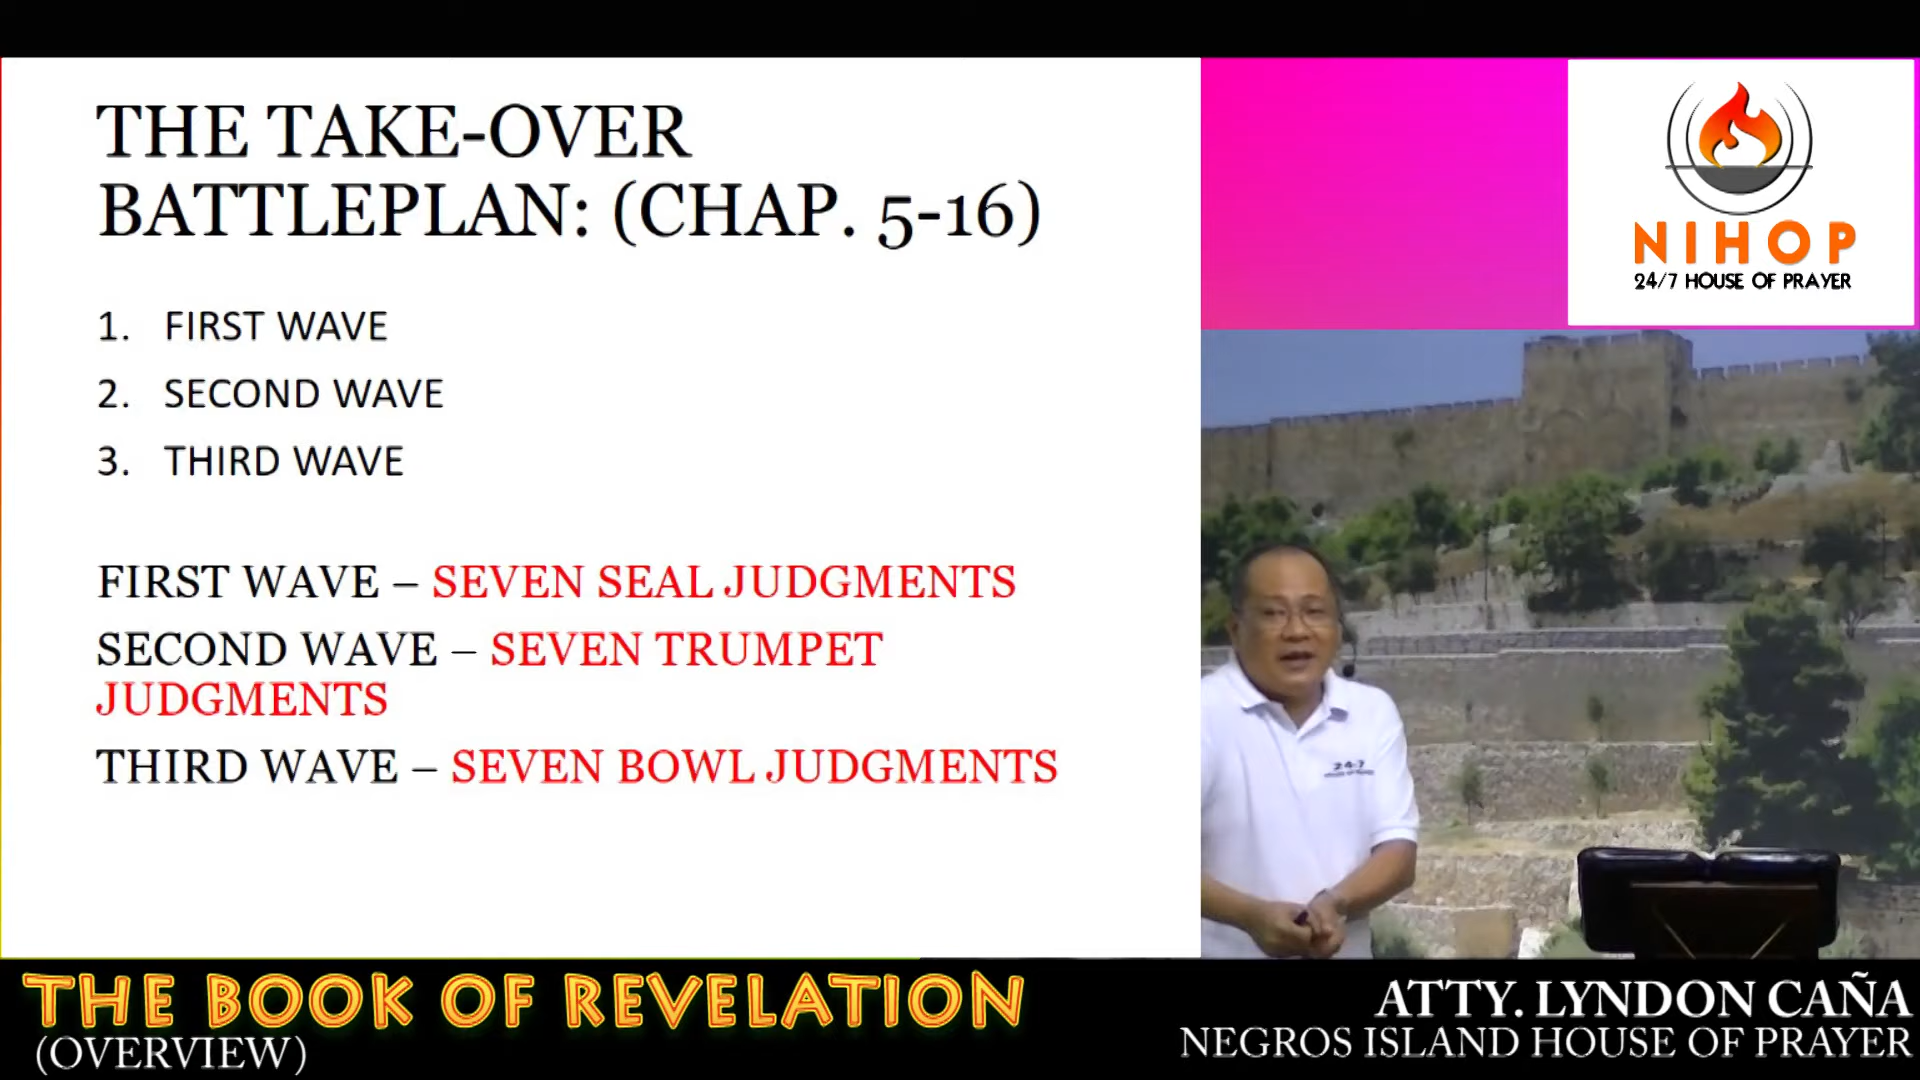 THE TAKE-OVER
BATTLEPLAN: (CHAP. 5-16)
1. FIRST WAVE
2. SECOND WAVE
3. THIRD WAVE
FIRST WAVE – SEVEN SEAL JUDGMENTS
SECOND WAVE – SEVEN TRUMPET
JUDGMENTS
THIRD WAVE – SEVEN BOWL JUDGMENTS
NIHOP
24/7 HOUSE OF PRAYER
24:7
THE BOOK OF REVELATION
(OVERVIEW)
ATTY. LYNDON CAÑA
NEGROS ISLAND HOUSE OF PRAYER